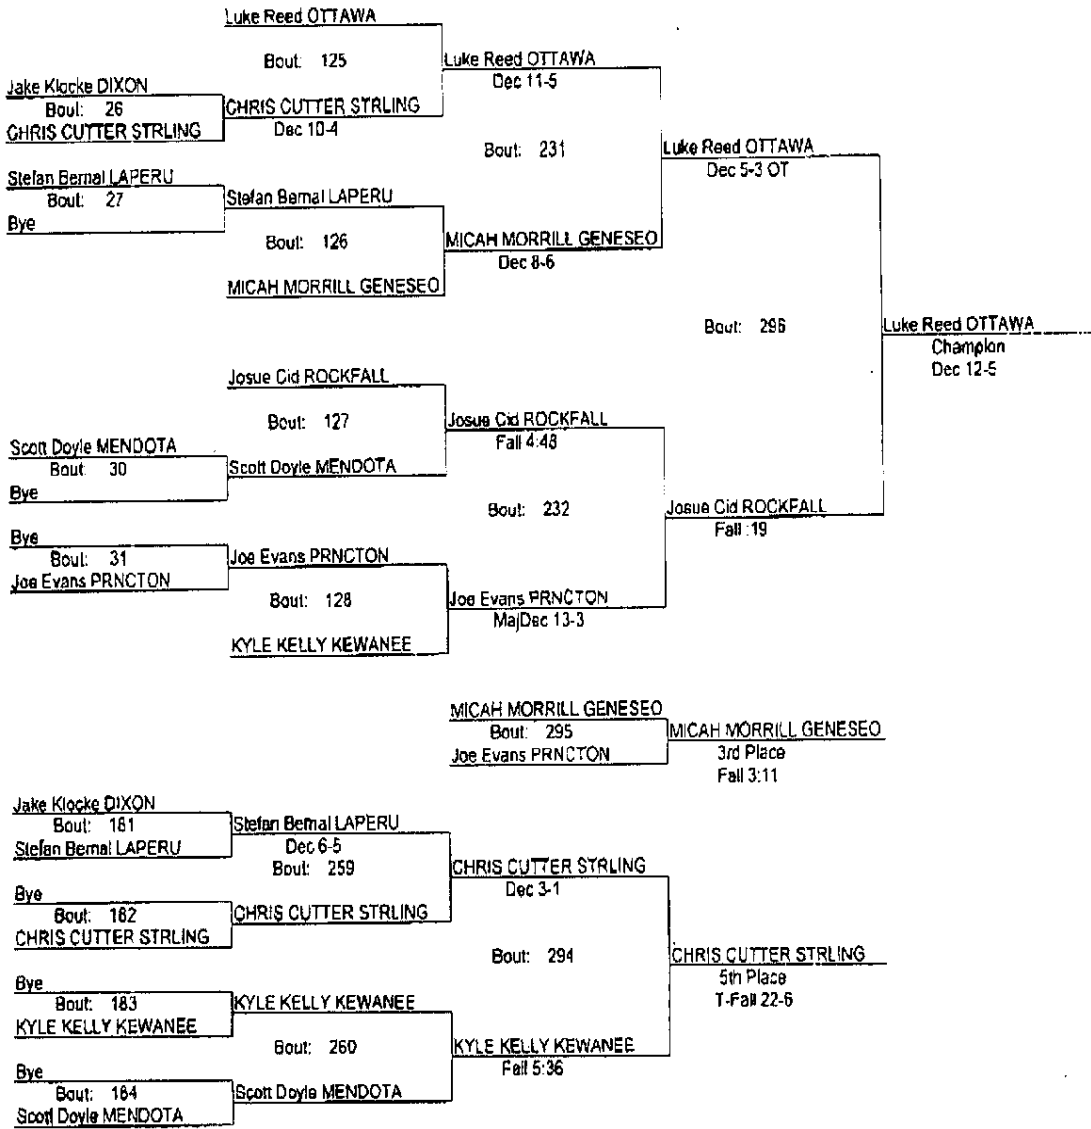 Luke Reed OTTAWA
Bout: 125
Luke Reed OTTAWA
Dec 11-5
Jake Klocke DIXON
Bout: 26
CHRIS CUTTER STRLING
CHRIS CUTTER STRLING
Dec 10-4
Bout: 231
Luke Reed OTTAWA
Dec 5-3 OT
Stefan Bernal LAPERU
Bout: 27
Bye
Stefan Bernal LAPERU
Bout: 126
MICAH MORRILL GENESEO
Dec 8-6
MICAH MORRILL GENESEO
Bout: 296
Luke Reed OTTAWA
Champion
Dec 12-5
Josue Cid ROCKFALL
Bout: 127
Josue Cid ROCKFALL
Fall 4:48
Scott Doyle MENDOTA
Bout: 30
Bye
Scott Doyle MENDOTA
Bout: 232
Josue Cid ROCKFALL
Fall :19
Bye
Bout: 31
Joe Evans PRNCTON
Joe Evans PRNCTON
Bout: 128
Joe Evans PRNCTON
MajDec 13-3
KYLE KELLY KEWANEE
MICAH MORRILL GENESEO
Bout: 295
Joe Evans PRNCTON
MICAH MORRILL GENESEO
3rd Place
Fall 3:11
Jake Klocke DIXON
Bout: 181
Stefan Bernal LAPERU
Stefan Bernal LAPERU
Dec 6-5
Bout: 259
CHRIS CUTTER STRLING
Dec 3-1
Bye
Bout: 182
CHRIS CUTTER STRLING
CHRIS CUTTER STRLING
Bout: 294
CHRIS CUTTER STRLING
5th Place
T-Fall 22-6
Bye
Bout: 183
KYLE KELLY KEWANEE
KYLE KELLY KEWANEE
Bout: 260
KYLE KELLY KEWANEE
Fall 5:36
Bye
Bout: 184
Scott Doyle MENDOTA
Scott Doyle MENDOTA